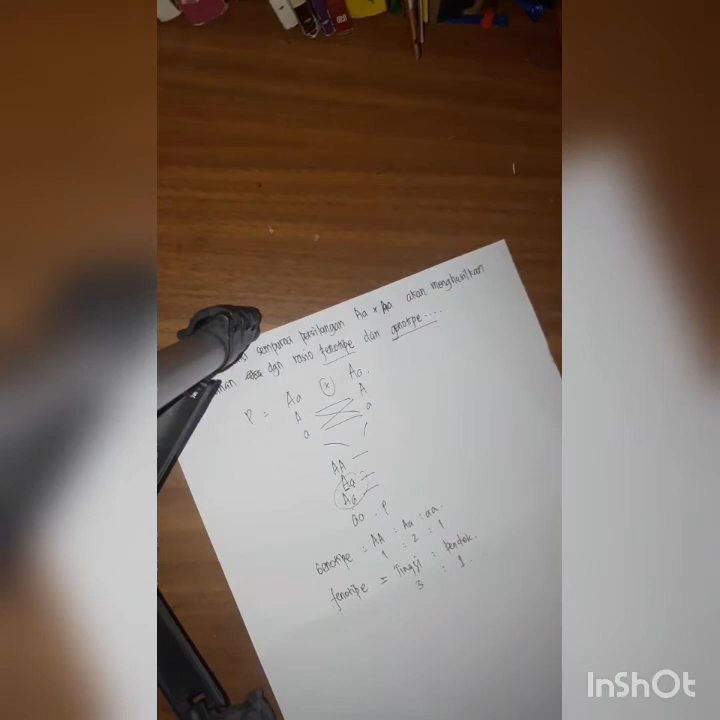 sempurna persilangan Aa x Aa akan menghasilkan
dgn rasio fenotipe dan genotipe....
P = Aa x Aa.
A A
a a
AA
Aa
Aa
aa . P
Genotipe = AA : Aa : aa.
1 : 2 : 1
fenotipe = Tinggi : pendek.
3 : 1.
InShOt